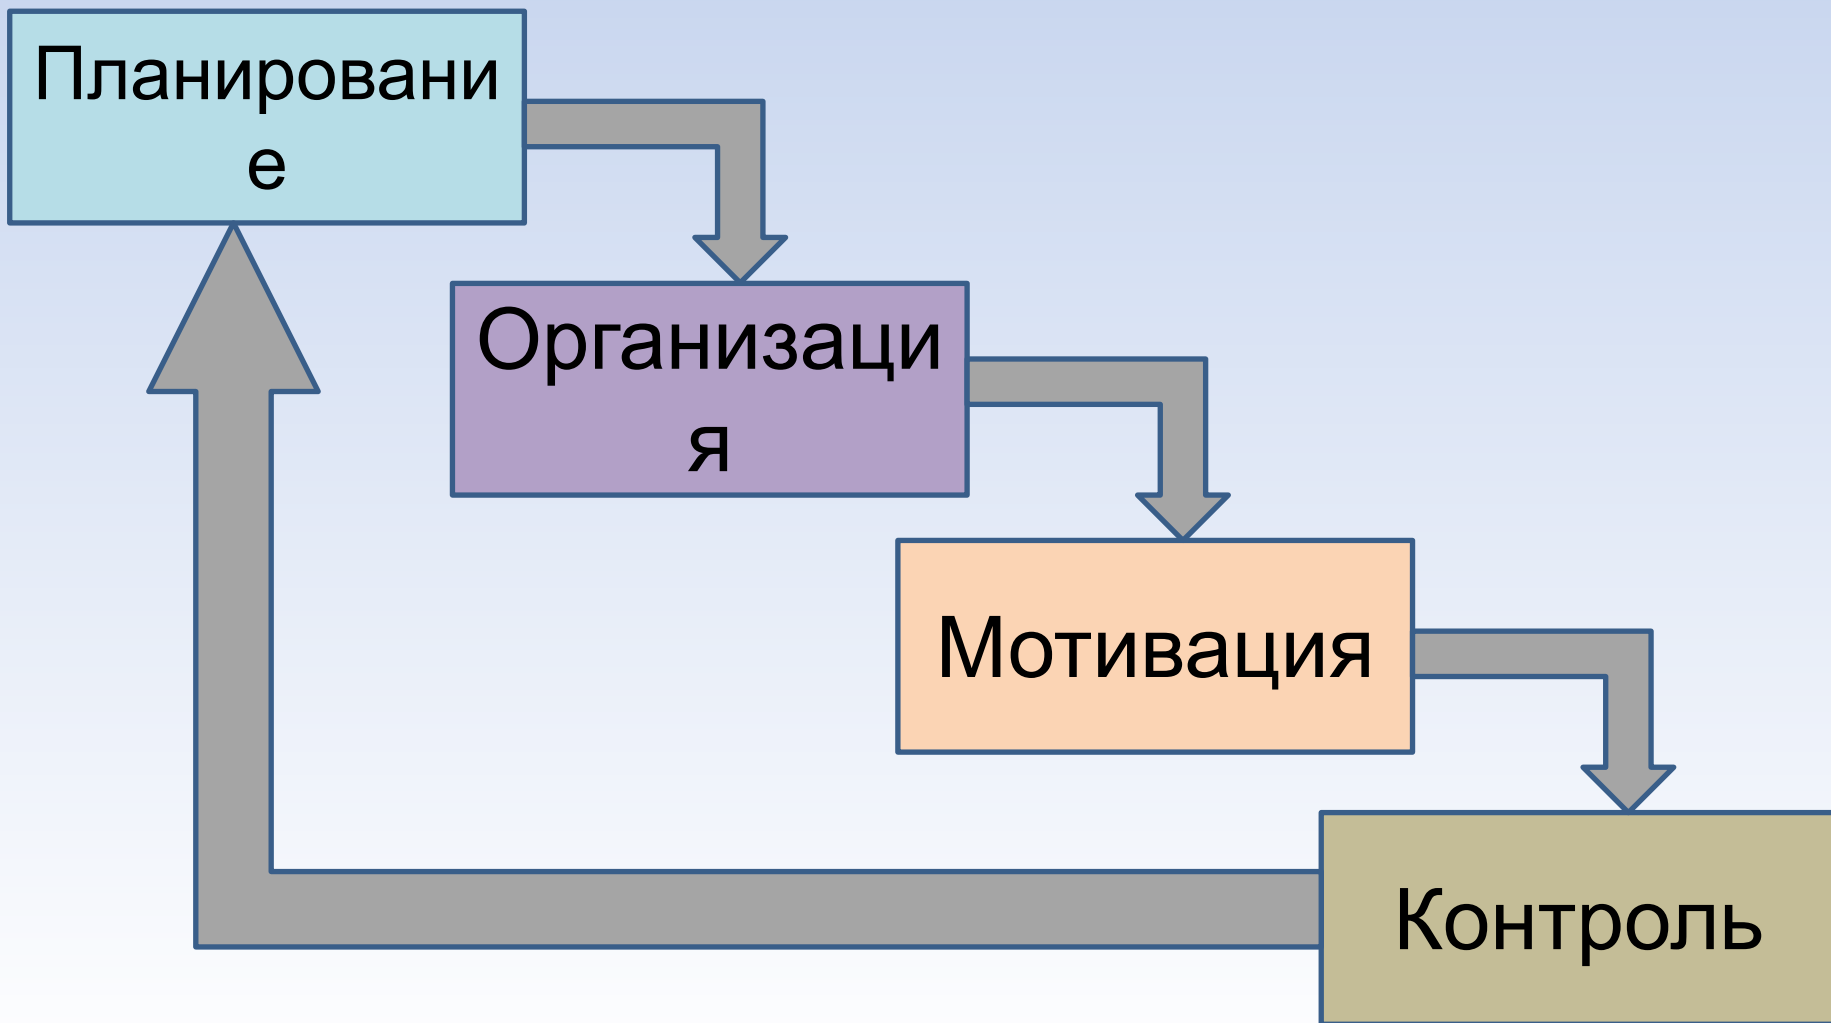 Планировани
е
Организаци
я
Мотивация
Контроль